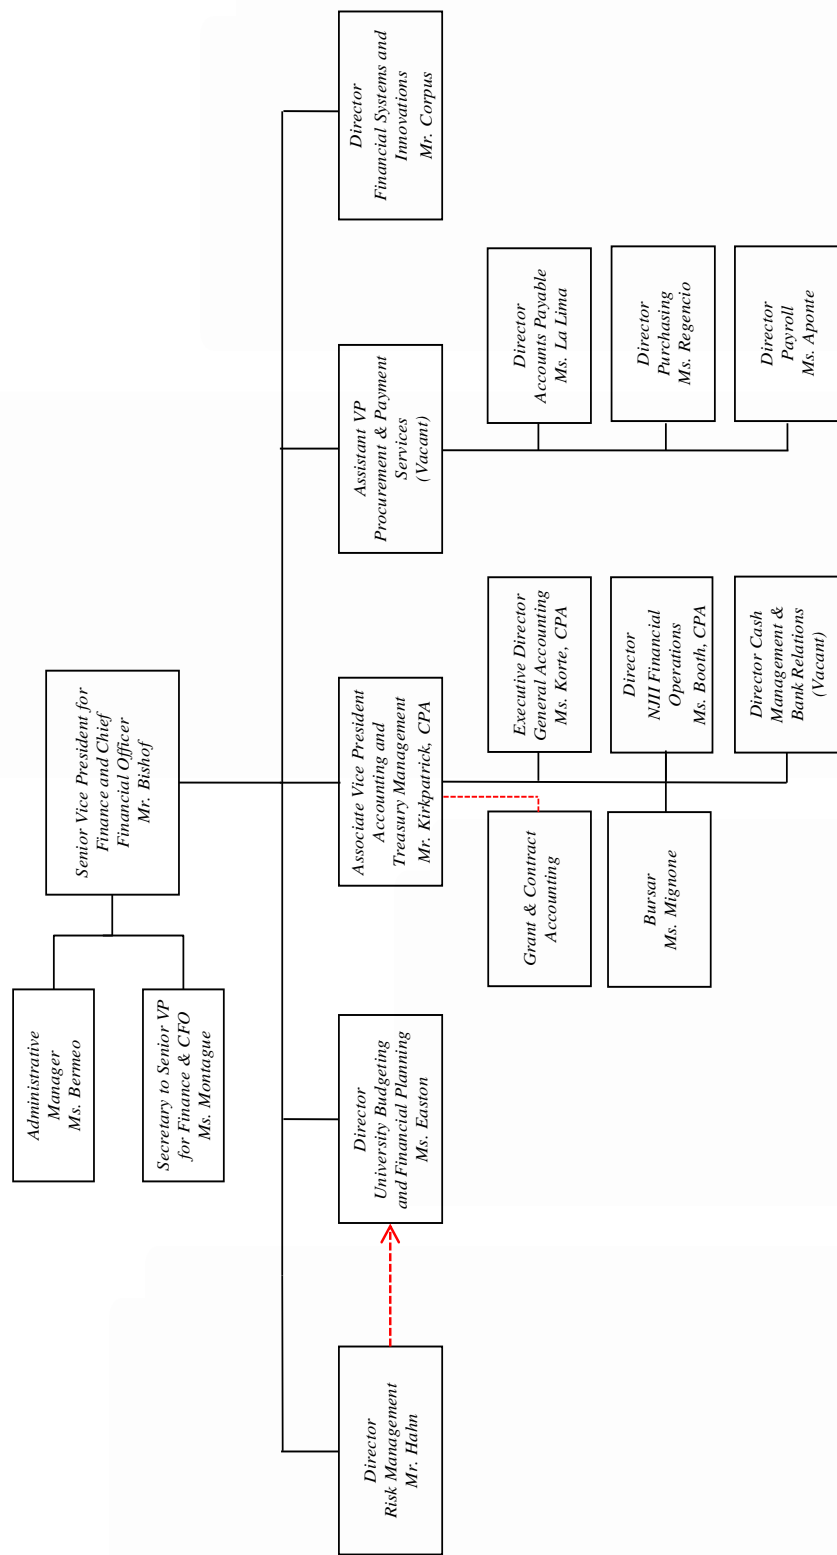 Senior Vice President for
Finance and Chief
Financial Officer
Mr. Bishof
Administrative
Manager
Ms. Bermeo
Secretary to Senior VP
for Finance & CFO
Ms. Montague
Director
Risk Management
Mr. Hahn
Director
University Budgeting
and Financial Planning
Ms. Easton
Associate Vice President
Accounting and
Treasury Management
Mr. Kirkpatrick, CPA
Assistant VP
Procurement & Payment
Services
(Vacant)
Director
Financial Systems and
Innovations
Mr. Corpus
Grant & Contract
Accounting
Executive Director
General Accounting
Ms. Korte, CPA
Director
Accounts Payable
Ms. La Lima
Bursar
Ms. Mignone
Director
NJII Financial
Operations
Ms. Booth, CPA
Director
Purchasing
Ms. Regencio
Director Cash
Management &
Bank Relations
(Vacant)
Director
Payroll
Ms. Aponte